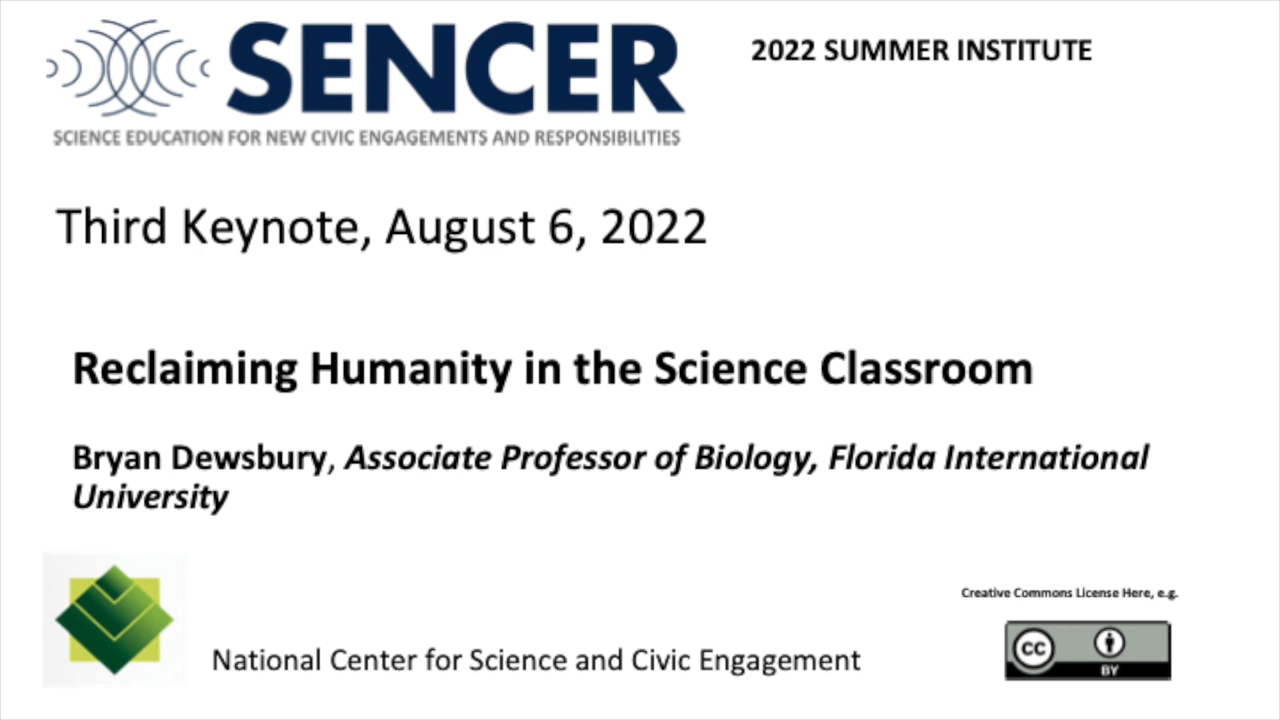 SENCER
2022 SUMMER INSTITUTE
SCIENCE EDUCATION FOR NEW CIVIC ENGAGEMENTS AND RESPONSIBILITIES
Third Keynote, August 6, 2022
Reclaiming Humanity in the Science Classroom
Bryan Dewsbury, Associate Professor of Biology, Florida International
University
Creative Commons License Here, e.g.
National Center for Science and Civic Engagement
CC
BY